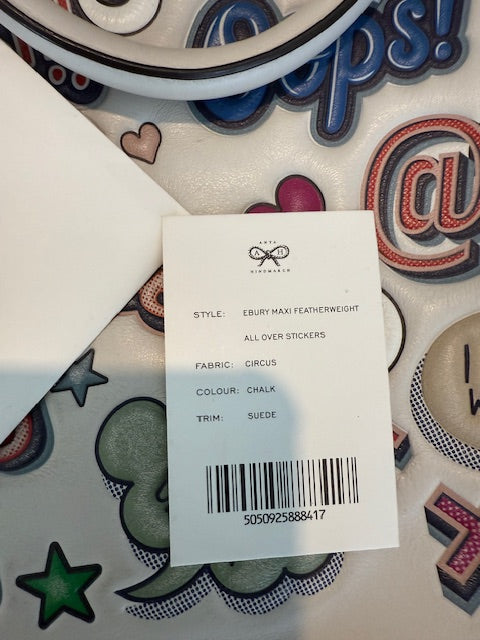 Oops!
@
ANYA
A H
HINDMARCH
STYLE: EBURY MAXI FEATHERWEIGHT
ALL OVER STICKERS
FABRIC: CIRCUS
COLOUR: CHALK
TRIM: SUEDE
5050925888417